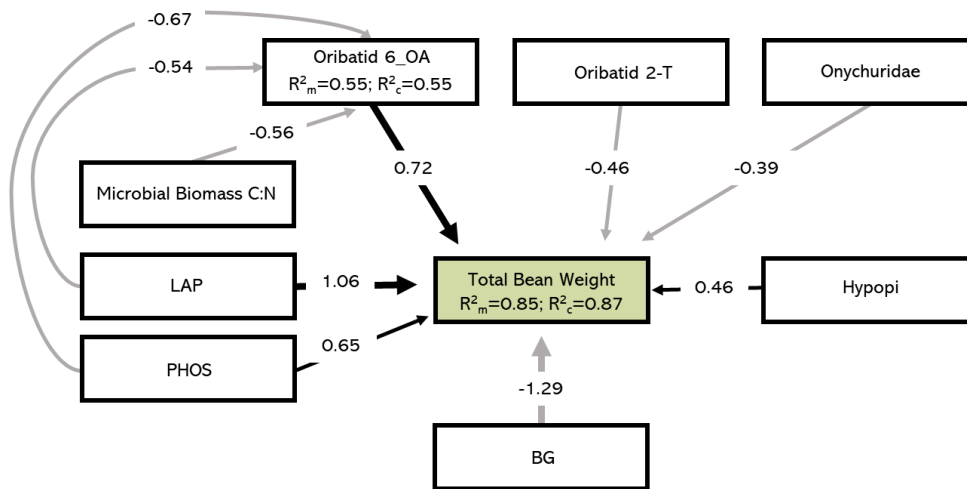 -0.67
Oribatid 6_OA
R²ₘ=0.55; R²c=0.55
Oribatid 2-T
Onychuridae
-0.54
-0.56
0.72
-0.46
-0.39
Microbial Biomass C:N
LAP
1.06
Total Bean Weight
R²ₘ=0.85; R²c=0.87
0.46
Hypopi
PHOS
0.65
-1.29
BG